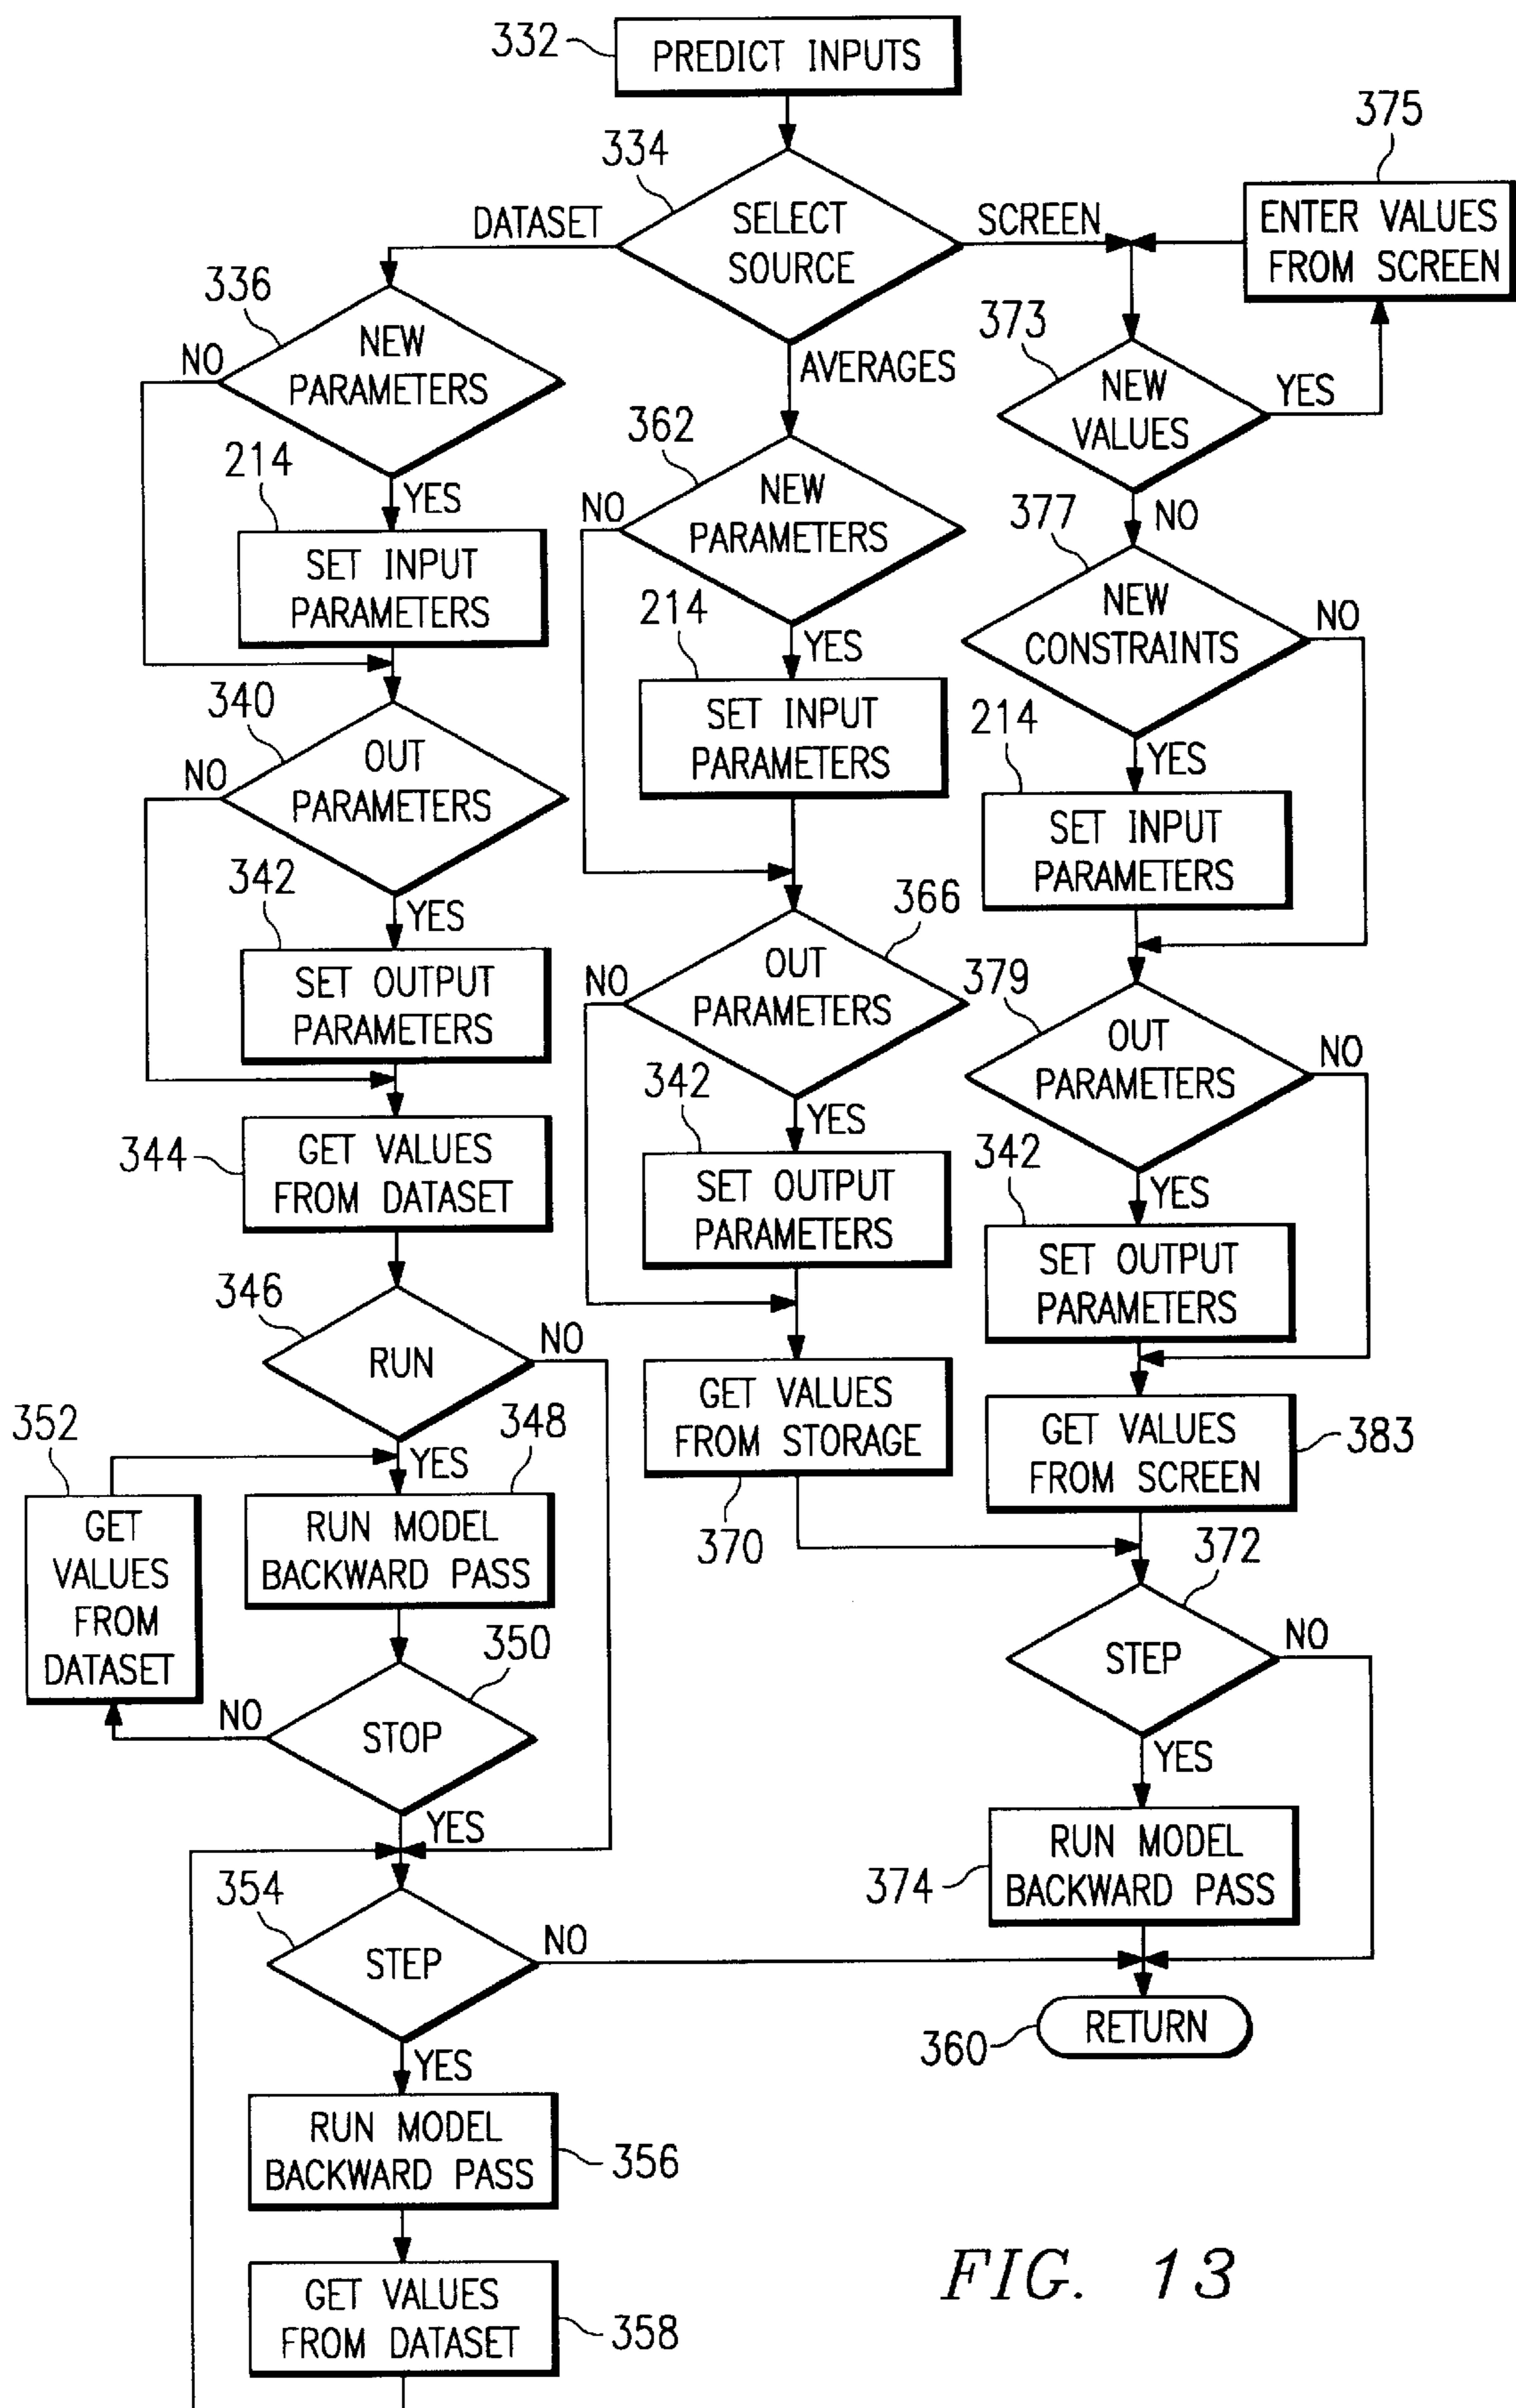 332
PREDICT INPUTS
334
SELECT
SOURCE
DATASET
SCREEN
AVERAGES
375
ENTER VALUES
FROM SCREEN
336
NEW
PARAMETERS
NO
YES
214
SET INPUT
PARAMETERS
340
OUT
PARAMETERS
NO
YES
342
SET OUTPUT
PARAMETERS
344
GET VALUES
FROM DATASET
346
RUN
NO
YES
348
RUN MODEL
BACKWARD PASS
352
GET
VALUES
FROM
DATASET
350
STOP
NO
YES
354
STEP
NO
YES
RUN MODEL
BACKWARD PASS
356
GET VALUES
FROM DATASET
358
362
NEW
PARAMETERS
NO
YES
214
SET INPUT
PARAMETERS
366
OUT
PARAMETERS
NO
YES
342
SET OUTPUT
PARAMETERS
GET VALUES
FROM STORAGE
370
373
NEW
VALUES
YES
NO
377
NEW
CONSTRAINTS
NO
YES
214
SET INPUT
PARAMETERS
379
OUT
PARAMETERS
NO
YES
342
SET OUTPUT
PARAMETERS
GET VALUES
FROM SCREEN
383
372
STEP
NO
YES
374
RUN MODEL
BACKWARD PASS
360
RETURN
FIG. 13